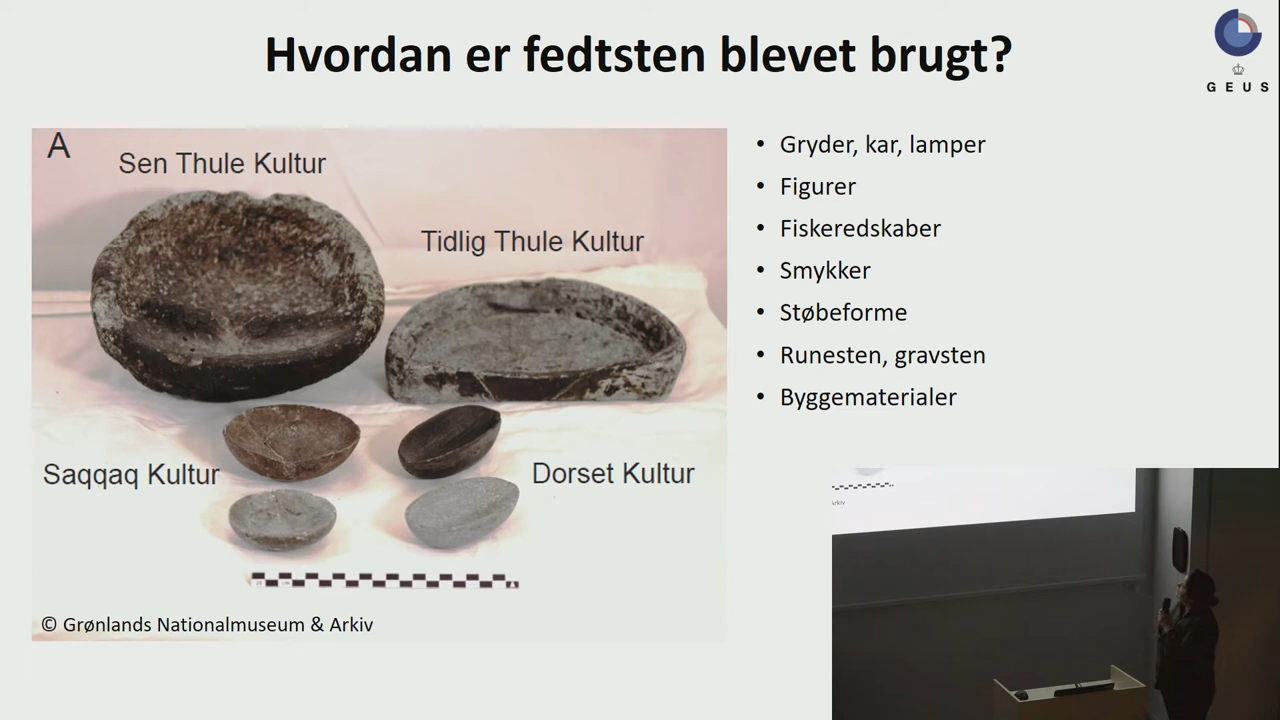 Hvordan er fedtsten blevet brugt?
GEUS
A
Sen Thule Kultur
Tidlig Thule Kultur
Saqqaq Kultur
Dorset Kultur
© Grønlands Nationalmuseum & Arkiv
• Gryder, kar, lamper
• Figurer
• Fiskeredskaber
• Smykker
• Støbeforme
• Runesten, gravsten
• Byggematerialer
Arkiv